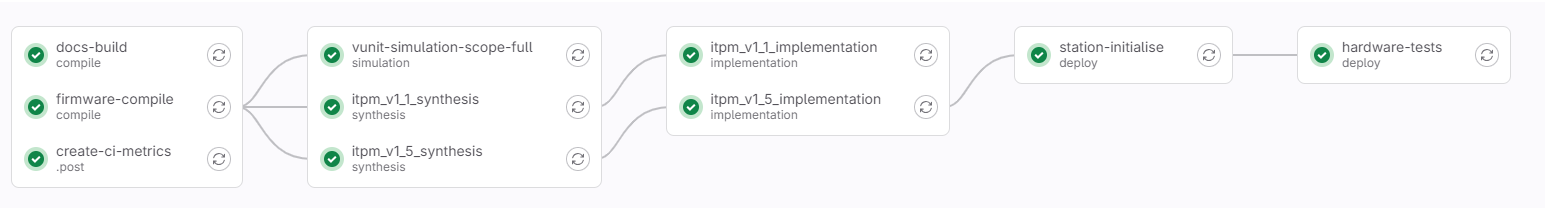 docs-build
compile
firmware-compile
compile
create-ci-metrics
.post
vunit-simulation-scope-full
simulation
itpm_v1_1_synthesis
synthesis
itpm_v1_5_synthesis
synthesis
itpm_v1_1_implementation
implementation
itpm_v1_5_implementation
implementation
station-initialise
deploy
hardware-tests
deploy